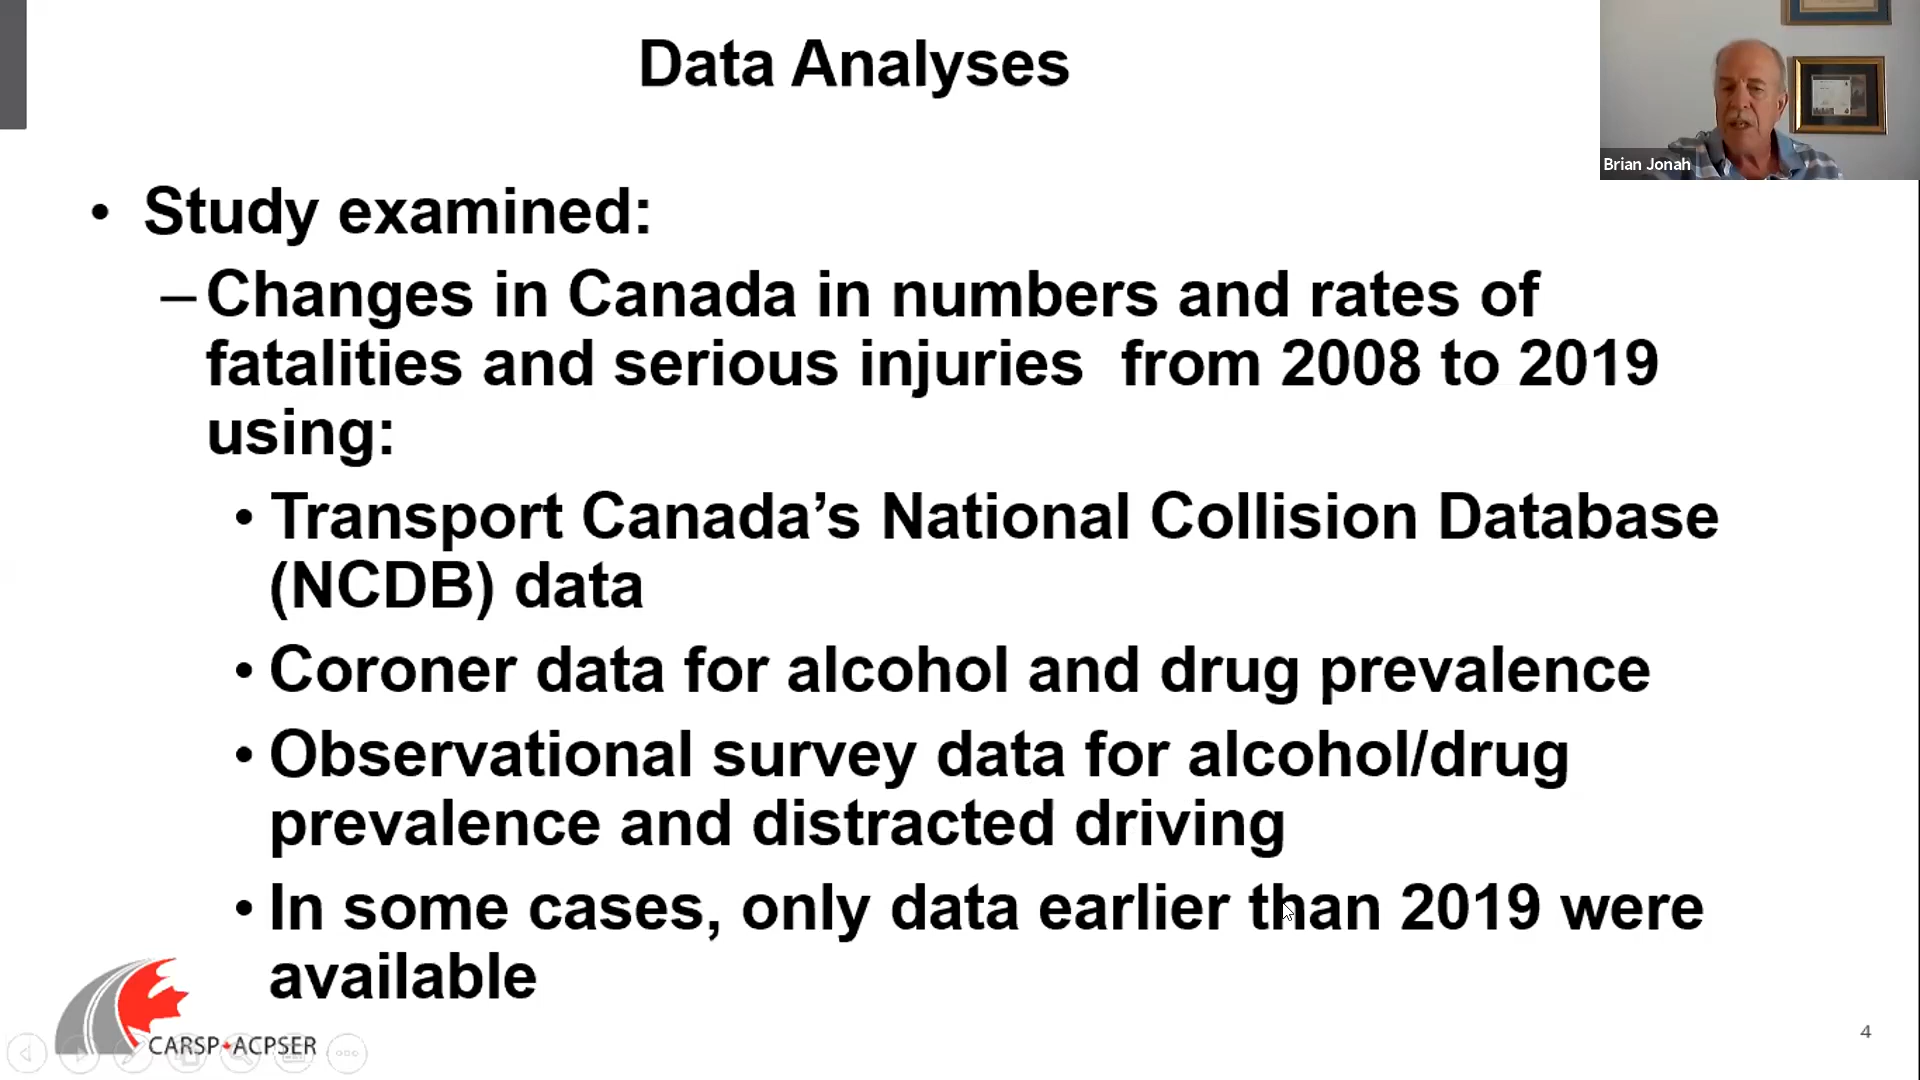 Data Analyses
Brian Jonah
• Study examined:
– Changes in Canada in numbers and rates of
fatalities and serious injuries from 2008 to 2019
using:
• Transport Canada’s National Collision Database
(NCDB) data
• Coroner data for alcohol and drug prevalence
• Observational survey data for alcohol/drug
prevalence and distracted driving
• In some cases, only data earlier than 2019 were
available
CARSP ACPSER
4